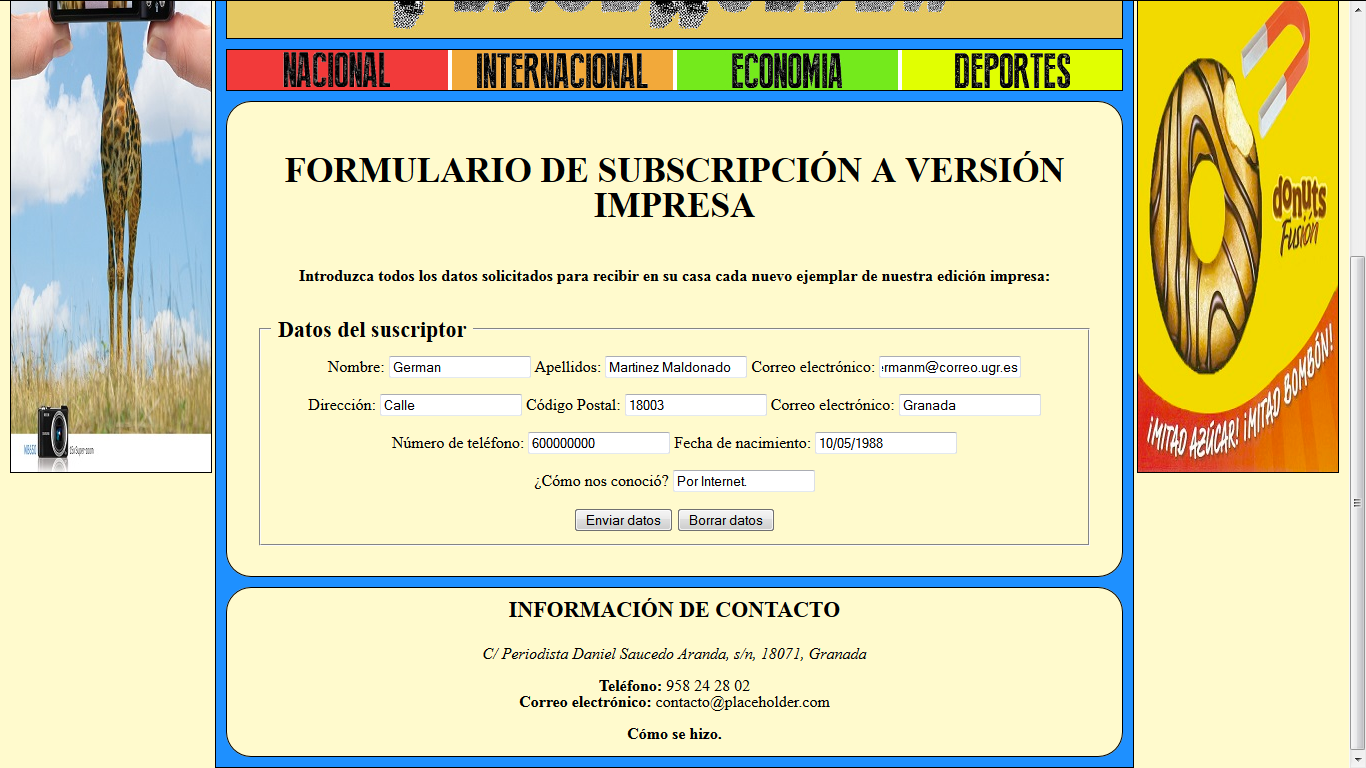 NACIONAL INTERNACIONAL ECONOMIA DEPORTES
FORMULARIO DE SUBSCRIPCIÓN A VERSIÓN
IMPRESA
Introduzca todos los datos solicitados para recibir en su casa cada nuevo ejemplar de nuestra edición impresa:
Datos del suscriptor
Nombre: German Apellidos: Martinez Maldonado Correo electrónico: ermanm@correo.ugr.es
Dirección: Calle Código Postal: 18003 Correo electrónico: Granada
Número de teléfono: 600000000 Fecha de nacimiento: 10/05/1988
¿Cómo nos conoció? Por Internet.
Enviar datos Borrar datos
INFORMACIÓN DE CONTACTO
C/ Periodista Daniel Saucedo Aranda, s/n, 18071, Granada
Teléfono: 958 24 28 02
Correo electrónico: contacto@placeholder.com
Cómo se hizo.
donuts
Fusión
¡MITAD AZÚCAR! ¡MITAD BOMBÓN!